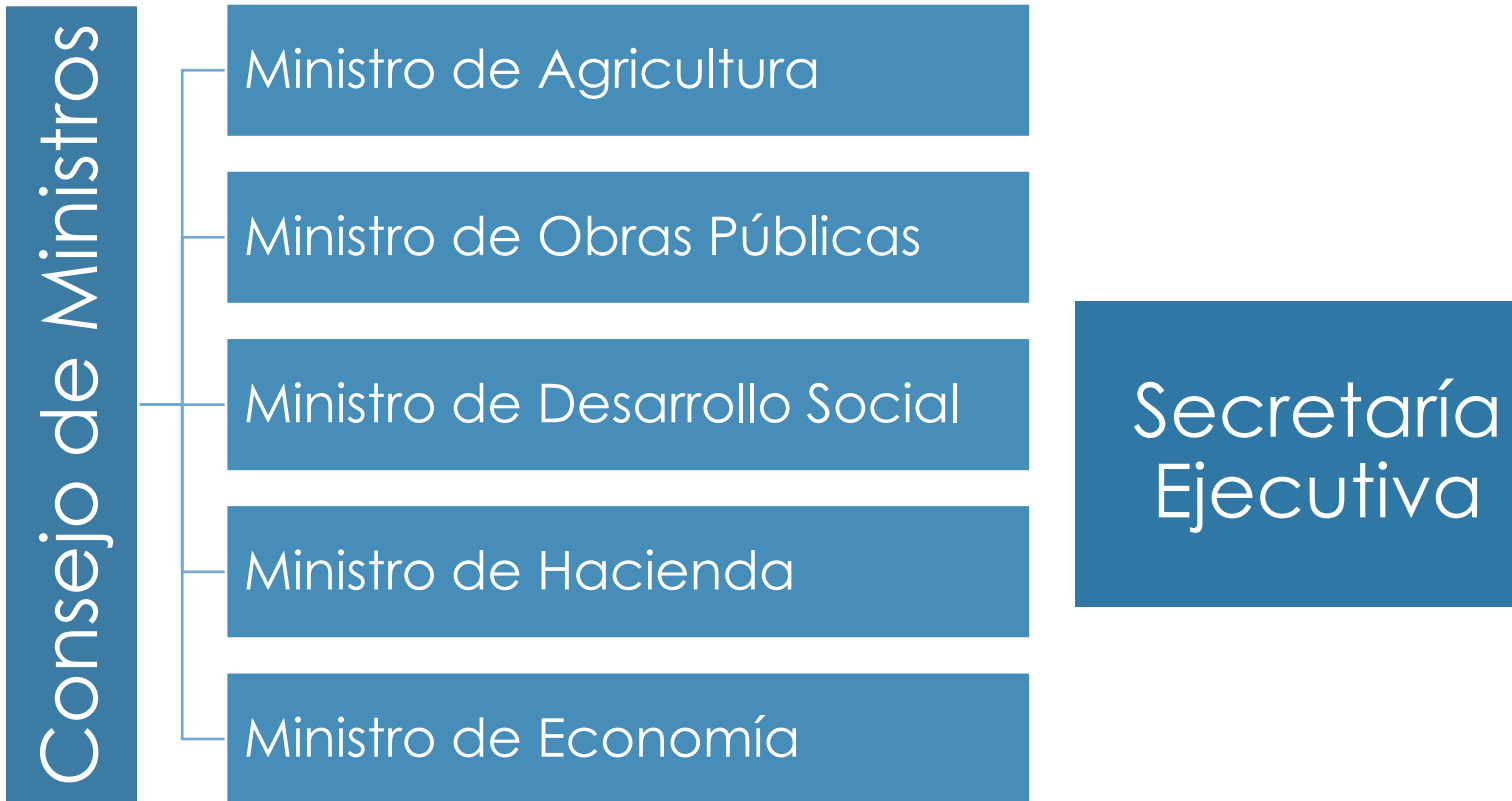 Consejo de Ministros
Ministro de Agricultura
Ministro de Obras Públicas
Ministro de Desarrollo Social
Ministro de Hacienda
Ministro de Economía
Secretaría
Ejecutiva